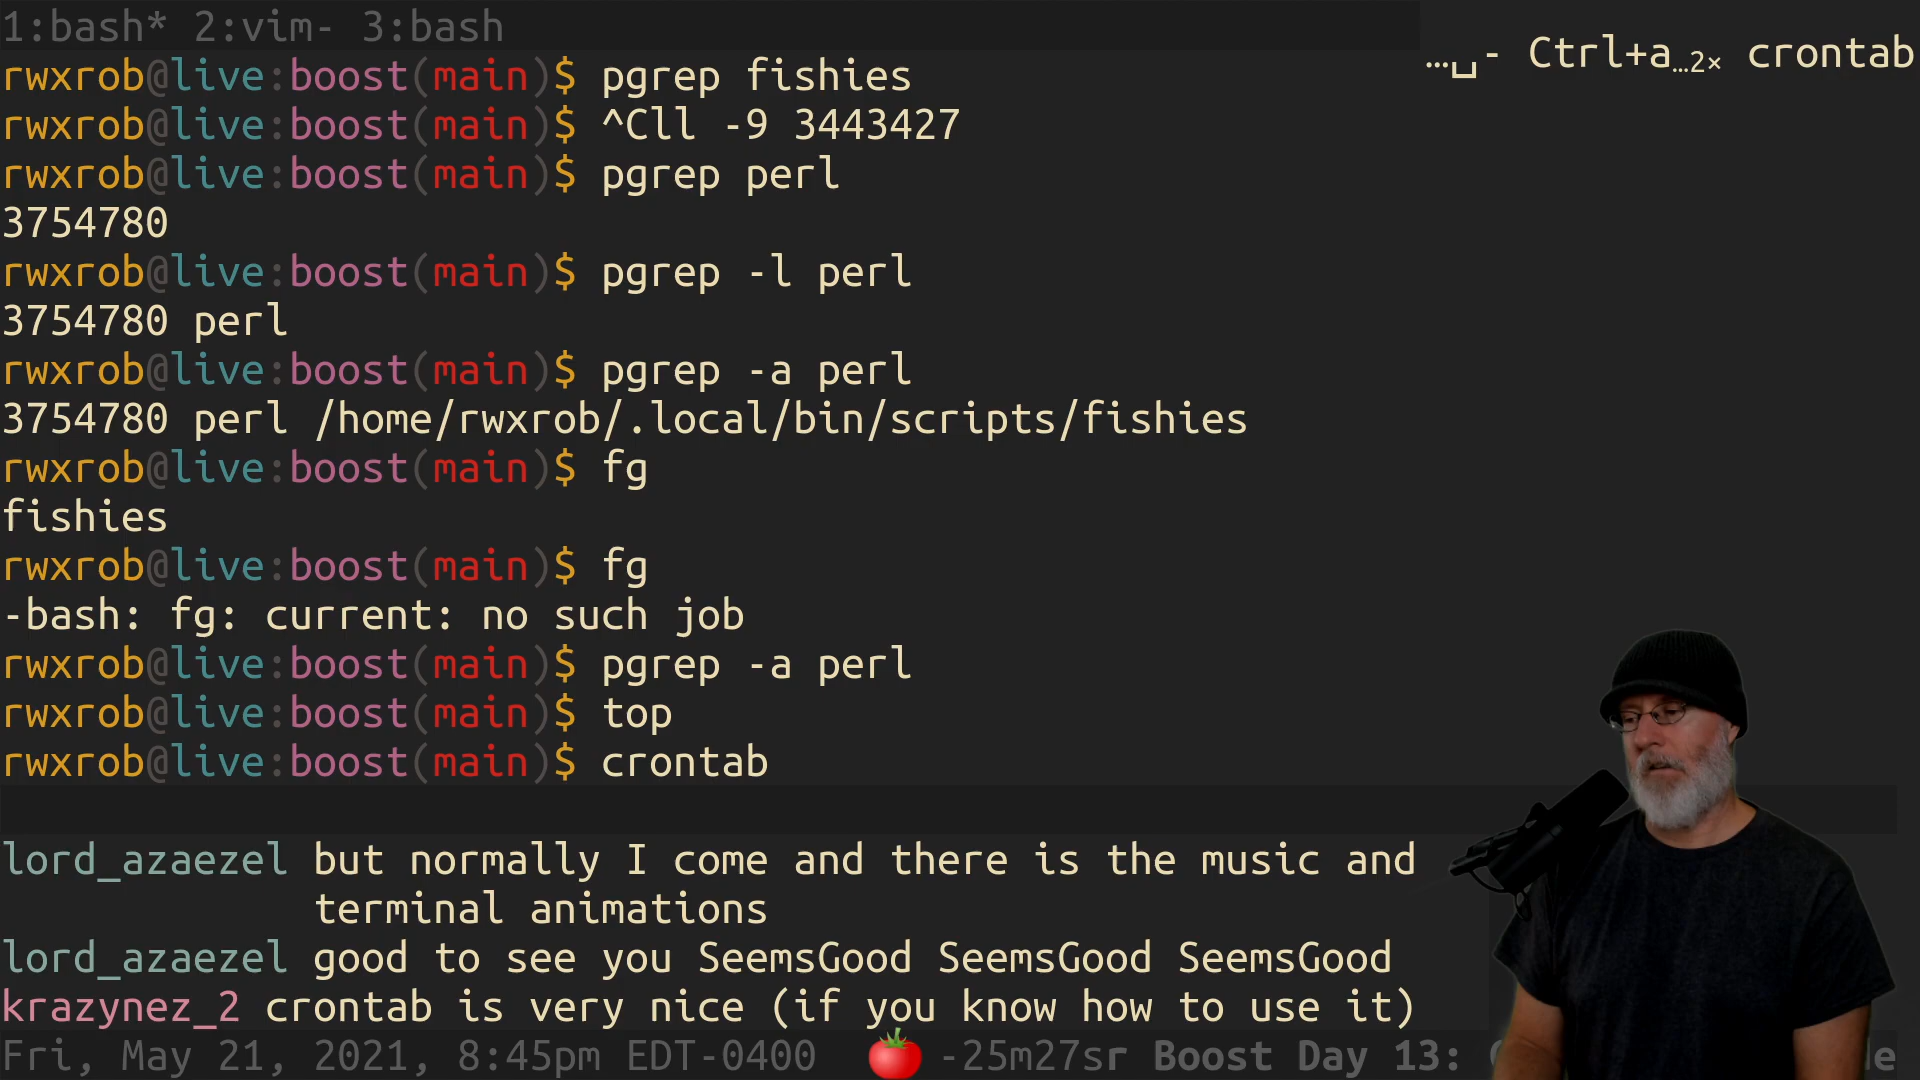 1:bash* 2:vim- 3:bash
…␣- Ctrl+a…2× crontab
rwxrob@live:boost(main)$ pgrep fishies
rwxrob@live:boost(main)$ ^Cll -9 3443427
rwxrob@live:boost(main)$ pgrep perl
3754780
rwxrob@live:boost(main)$ pgrep -l perl
3754780 perl
rwxrob@live:boost(main)$ pgrep -a perl
3754780 perl /home/rwxrob/.local/bin/scripts/fishies
rwxrob@live:boost(main)$ fg
fishies
rwxrob@live:boost(main)$ fg
-bash: fg: current: no such job
rwxrob@live:boost(main)$ pgrep -a perl
rwxrob@live:boost(main)$ top
rwxrob@live:boost(main)$ crontab
lord_azaezel but normally I come and there is the music and
terminal animations
lord_azaezel good to see you SeemsGood SeemsGood SeemsGood
krazynez_2 crontab is very nice (if you know how to use it)
Fri, May 21, 2021, 8:45pm EDT-0400 🍅 -25m27sr Boost Day 13: